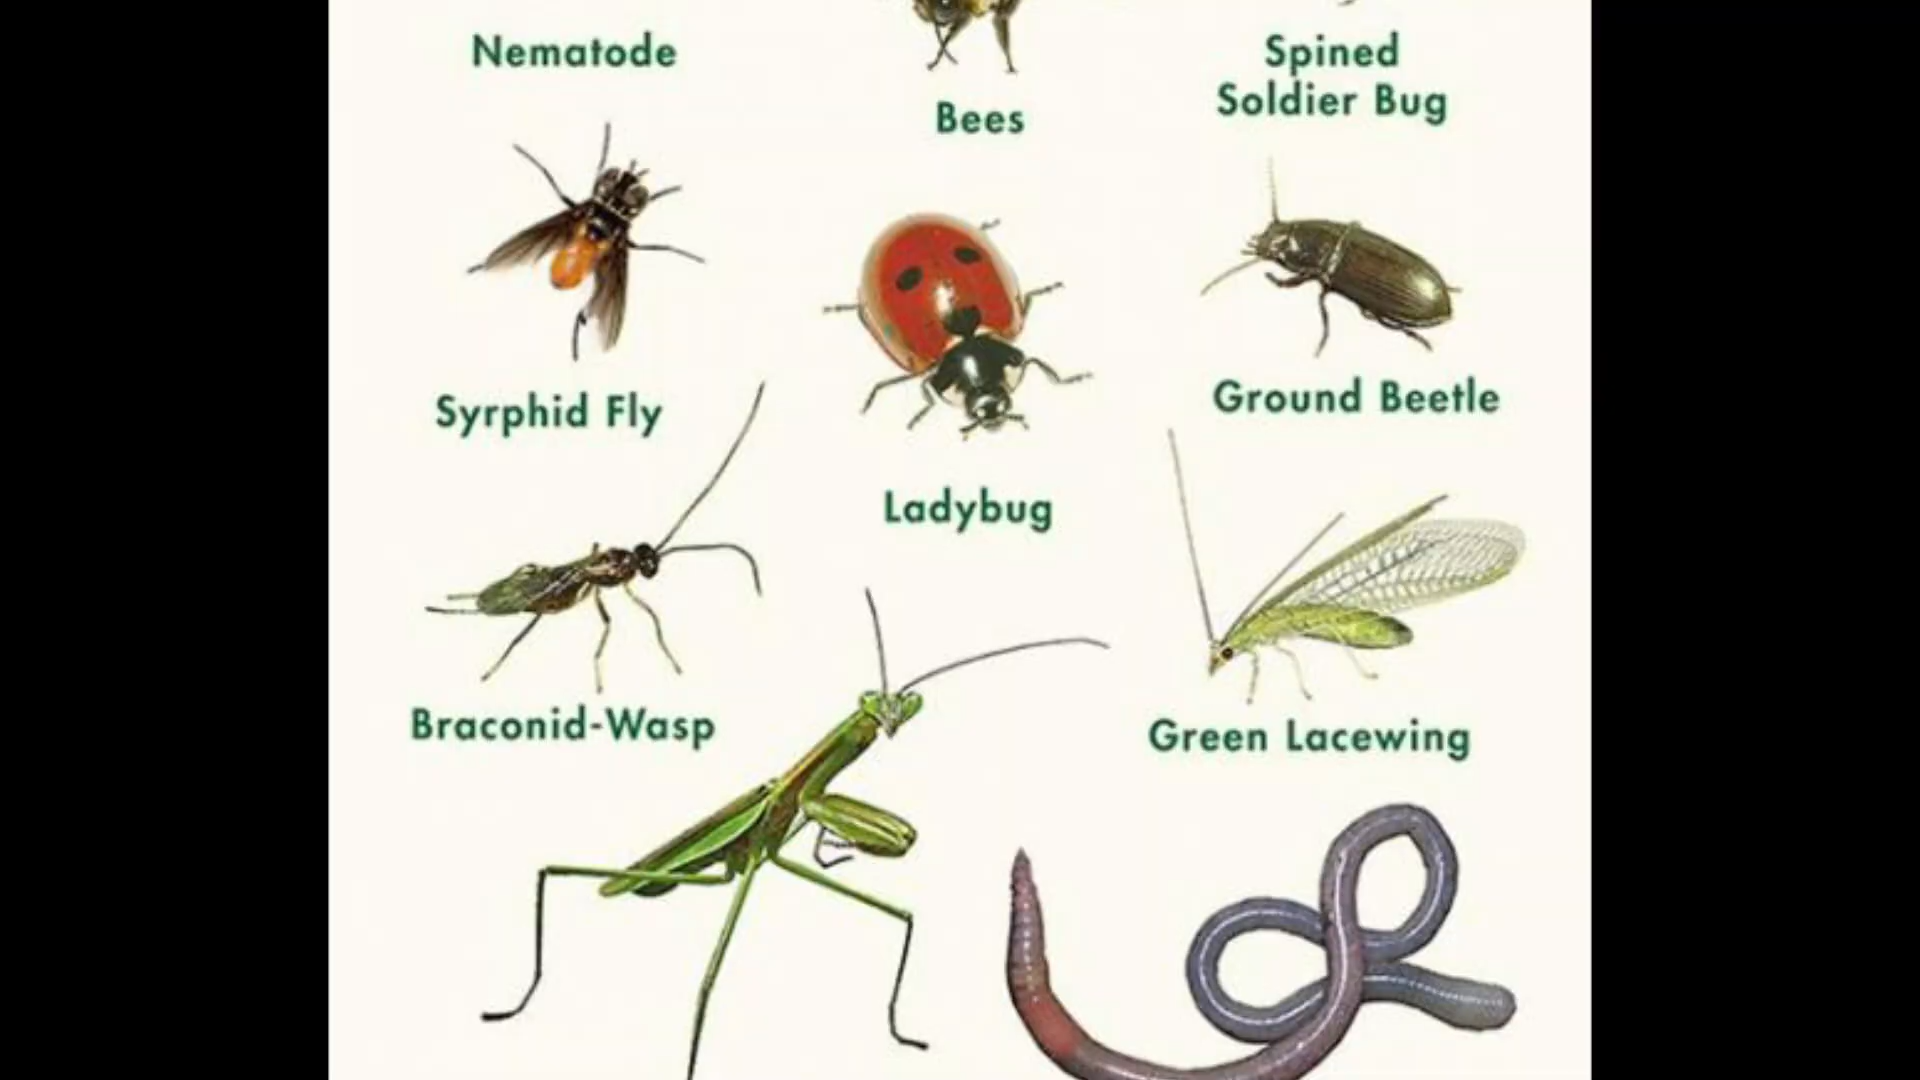 Nematode
Bees
Spined
Soldier Bug
Syrphid Fly
Ladybug
Ground Beetle
Braconid-Wasp
Green Lacewing